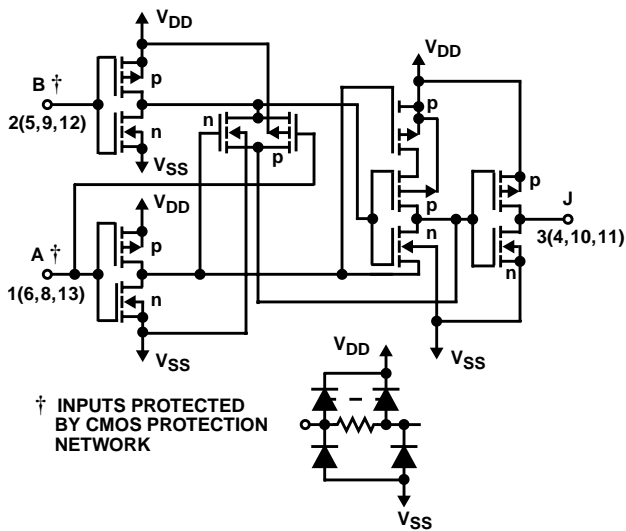 VDD
B †
p
2(5,9,12)
n
VSS
n
p
VDD
p
p
n
p
J
3(4,10,11)
n
VDD
A †
p
1(6,8,13)
n
VSS
VSS
VDD
† INPUTS PROTECTED
BY CMOS PROTECTION
NETWORK
VSS